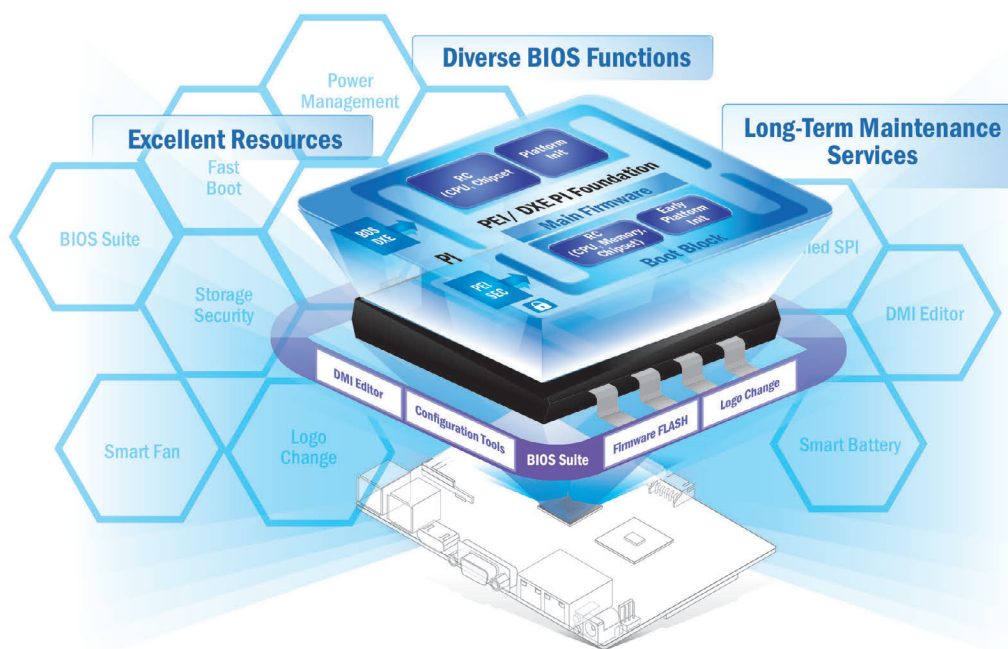 Diverse BIOS Functions
Power
Management
Excellent Resources
Long-Term Maintenance
Services
Fast
Boot
BIOS Suite
Storage
Security
Smart Fan
Logo
Change
RC
(CPU, Chipset
Platform
Init
PEI/ DXE PI Foundation
Main Firmware
BDS
DXE
PI
RC
(CPU, Memory,
Chipset)
Early
Platform
Init
Boot Block
PEI
SEC
SPI
DMI Editor
Smart Battery
DMI Editor
Configuration Tools
BIOS Suite
Firmware FLASH
Logo Change